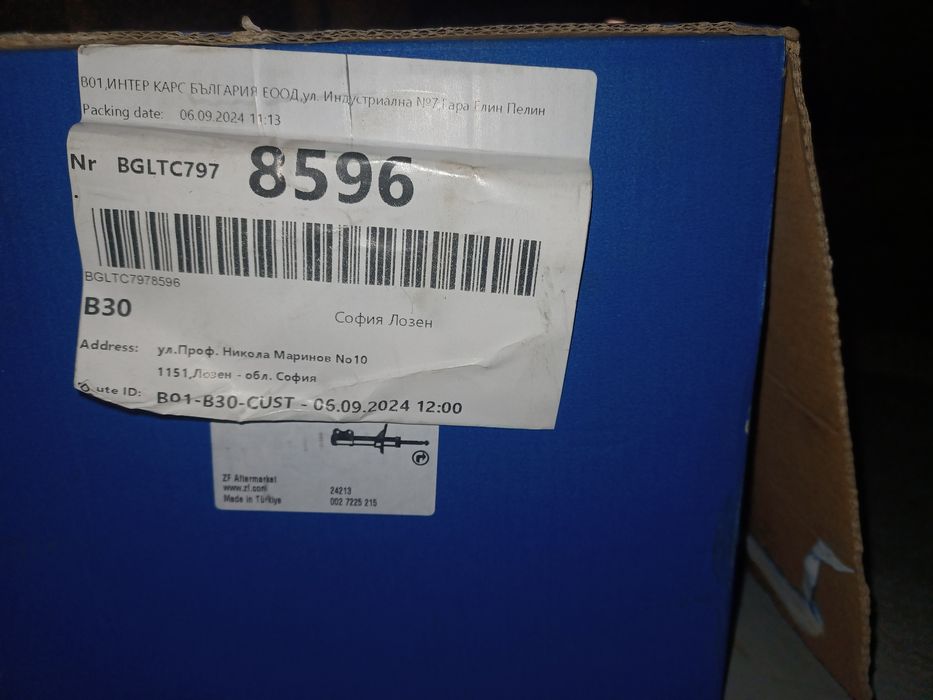 B01,ИНТЕР КАРС БЪЛГАРИЯ ЕООД,ул. Индустриална №7,Гара Елин Пелин
Packing date: 06.09.2024 11:13
Nr BGLTC797 8596
BGLTC7978596
B30
София Лозен
Address: ул.Проф. Никола Маринов No10
1151,Лозен - обл. София
ute ID: B01-B30-CUST - 06.09.2024 12:00
ZF Aftermarket
www.zf.com 24213
Made in Türkiye 002 7225 215